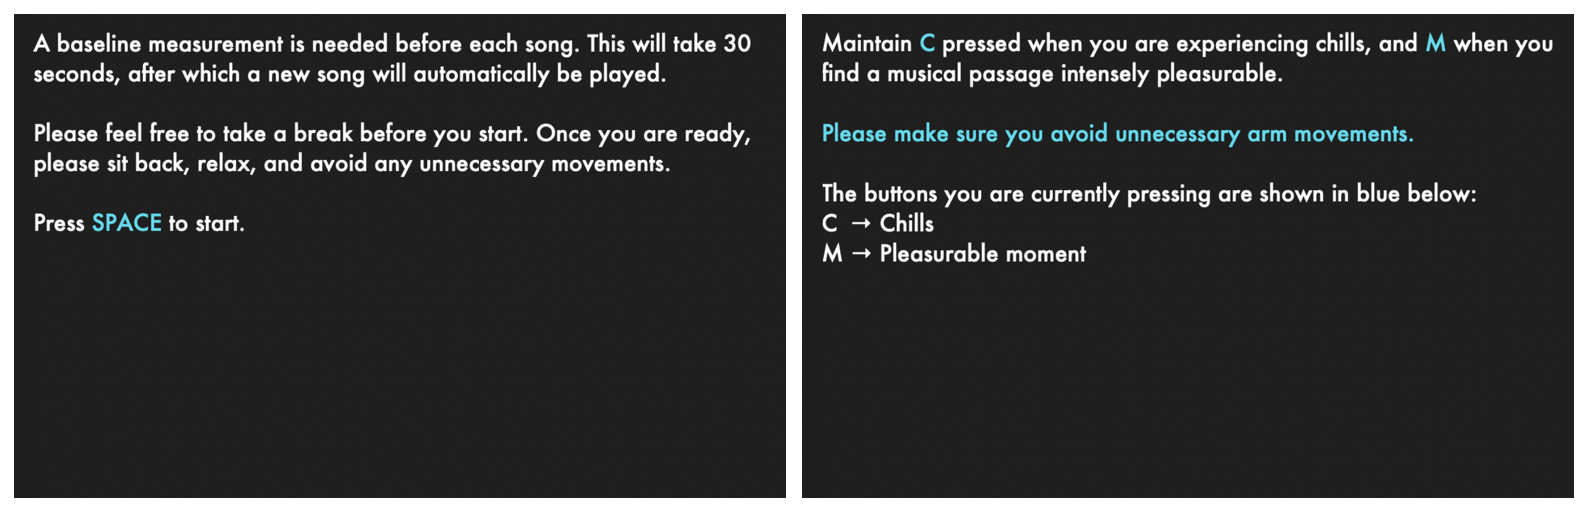 A baseline measurement is needed before each song. This will take 30
seconds, after which a new song will automatically be played.
Please feel free to take a break before you start. Once you are ready,
please sit back, relax, and avoid any unnecessary movements.
Press SPACE to start.
Maintain C pressed when you are experiencing chills, and M when you
find a musical passage intensely pleasurable.
Please make sure you avoid unnecessary arm movements.
The buttons you are currently pressing are shown in blue below:
C → Chills
M → Pleasurable moment